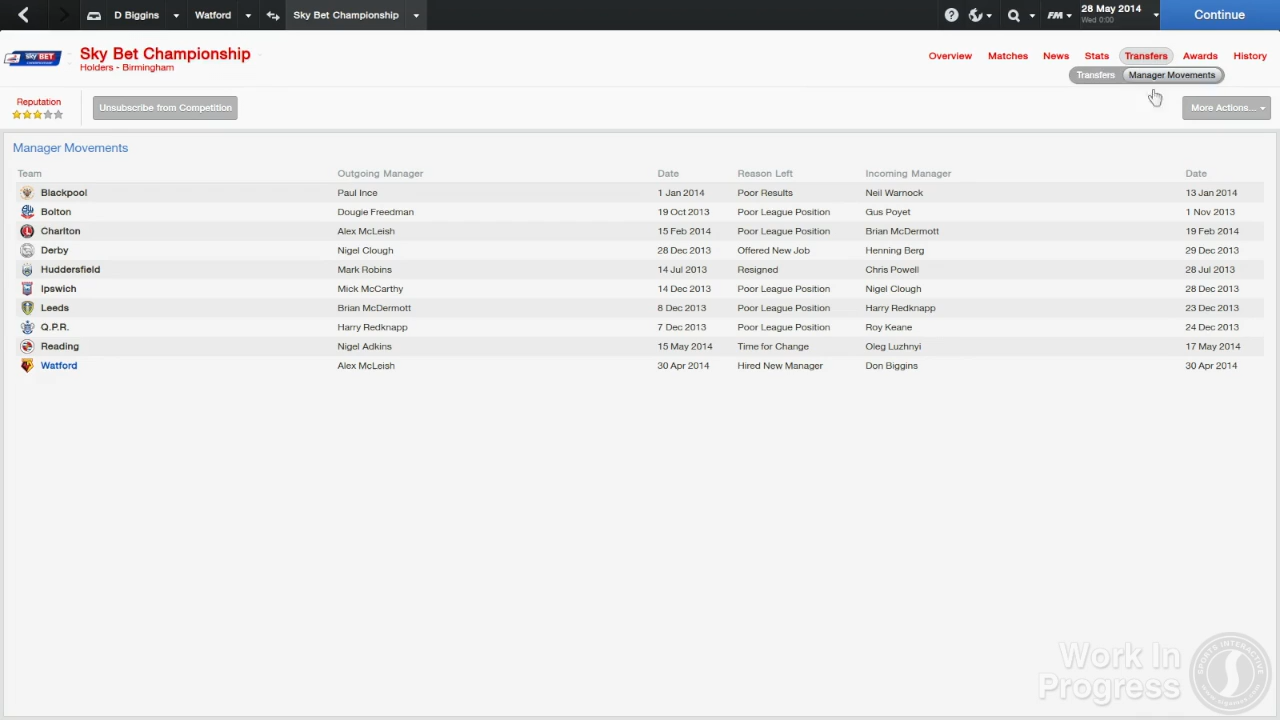 D Biggins Watford Sky Bet Championship FM 28 May 2014 Continue
Wed 0:00
sky BET
Sky Bet Championship
Holders - Birmingham
Overview Matches News Stats Transfers Awards History
Transfers Manager Movements
Reputation
Unsubscribe from Competition
More Actions...
Manager Movements
Team Outgoing Manager Date Reason Left Incoming Manager Date
Blackpool Paul Ince 1 Jan 2014 Poor Results Neil Warnock 13 Jan 2014
Bolton Dougie Freedman 19 Oct 2013 Poor League Position Gus Poyet 1 Nov 2013
Charlton Alex McLeish 15 Feb 2014 Poor League Position Brian McDermott 19 Feb 2014
Derby Nigel Clough 28 Dec 2013 Offered New Job Henning Berg 29 Dec 2013
Huddersfield Mark Robins 14 Jul 2013 Resigned Chris Powell 28 Jul 2013
Ipswich Mick McCarthy 14 Dec 2013 Poor League Position Nigel Clough 28 Dec 2013
Leeds Brian McDermott 8 Dec 2013 Poor League Position Harry Redknapp 23 Dec 2013
Q.P.R. Harry Redknapp 7 Dec 2013 Poor League Position Roy Keane 24 Dec 2013
Reading Nigel Adkins 15 May 2014 Time for Change Oleg Luzhnyi 17 May 2014
Watford Alex McLeish 30 Apr 2014 Hired New Manager Don Biggins 30 Apr 2014
Work In
Progress
SPORTS INTERACTIVE